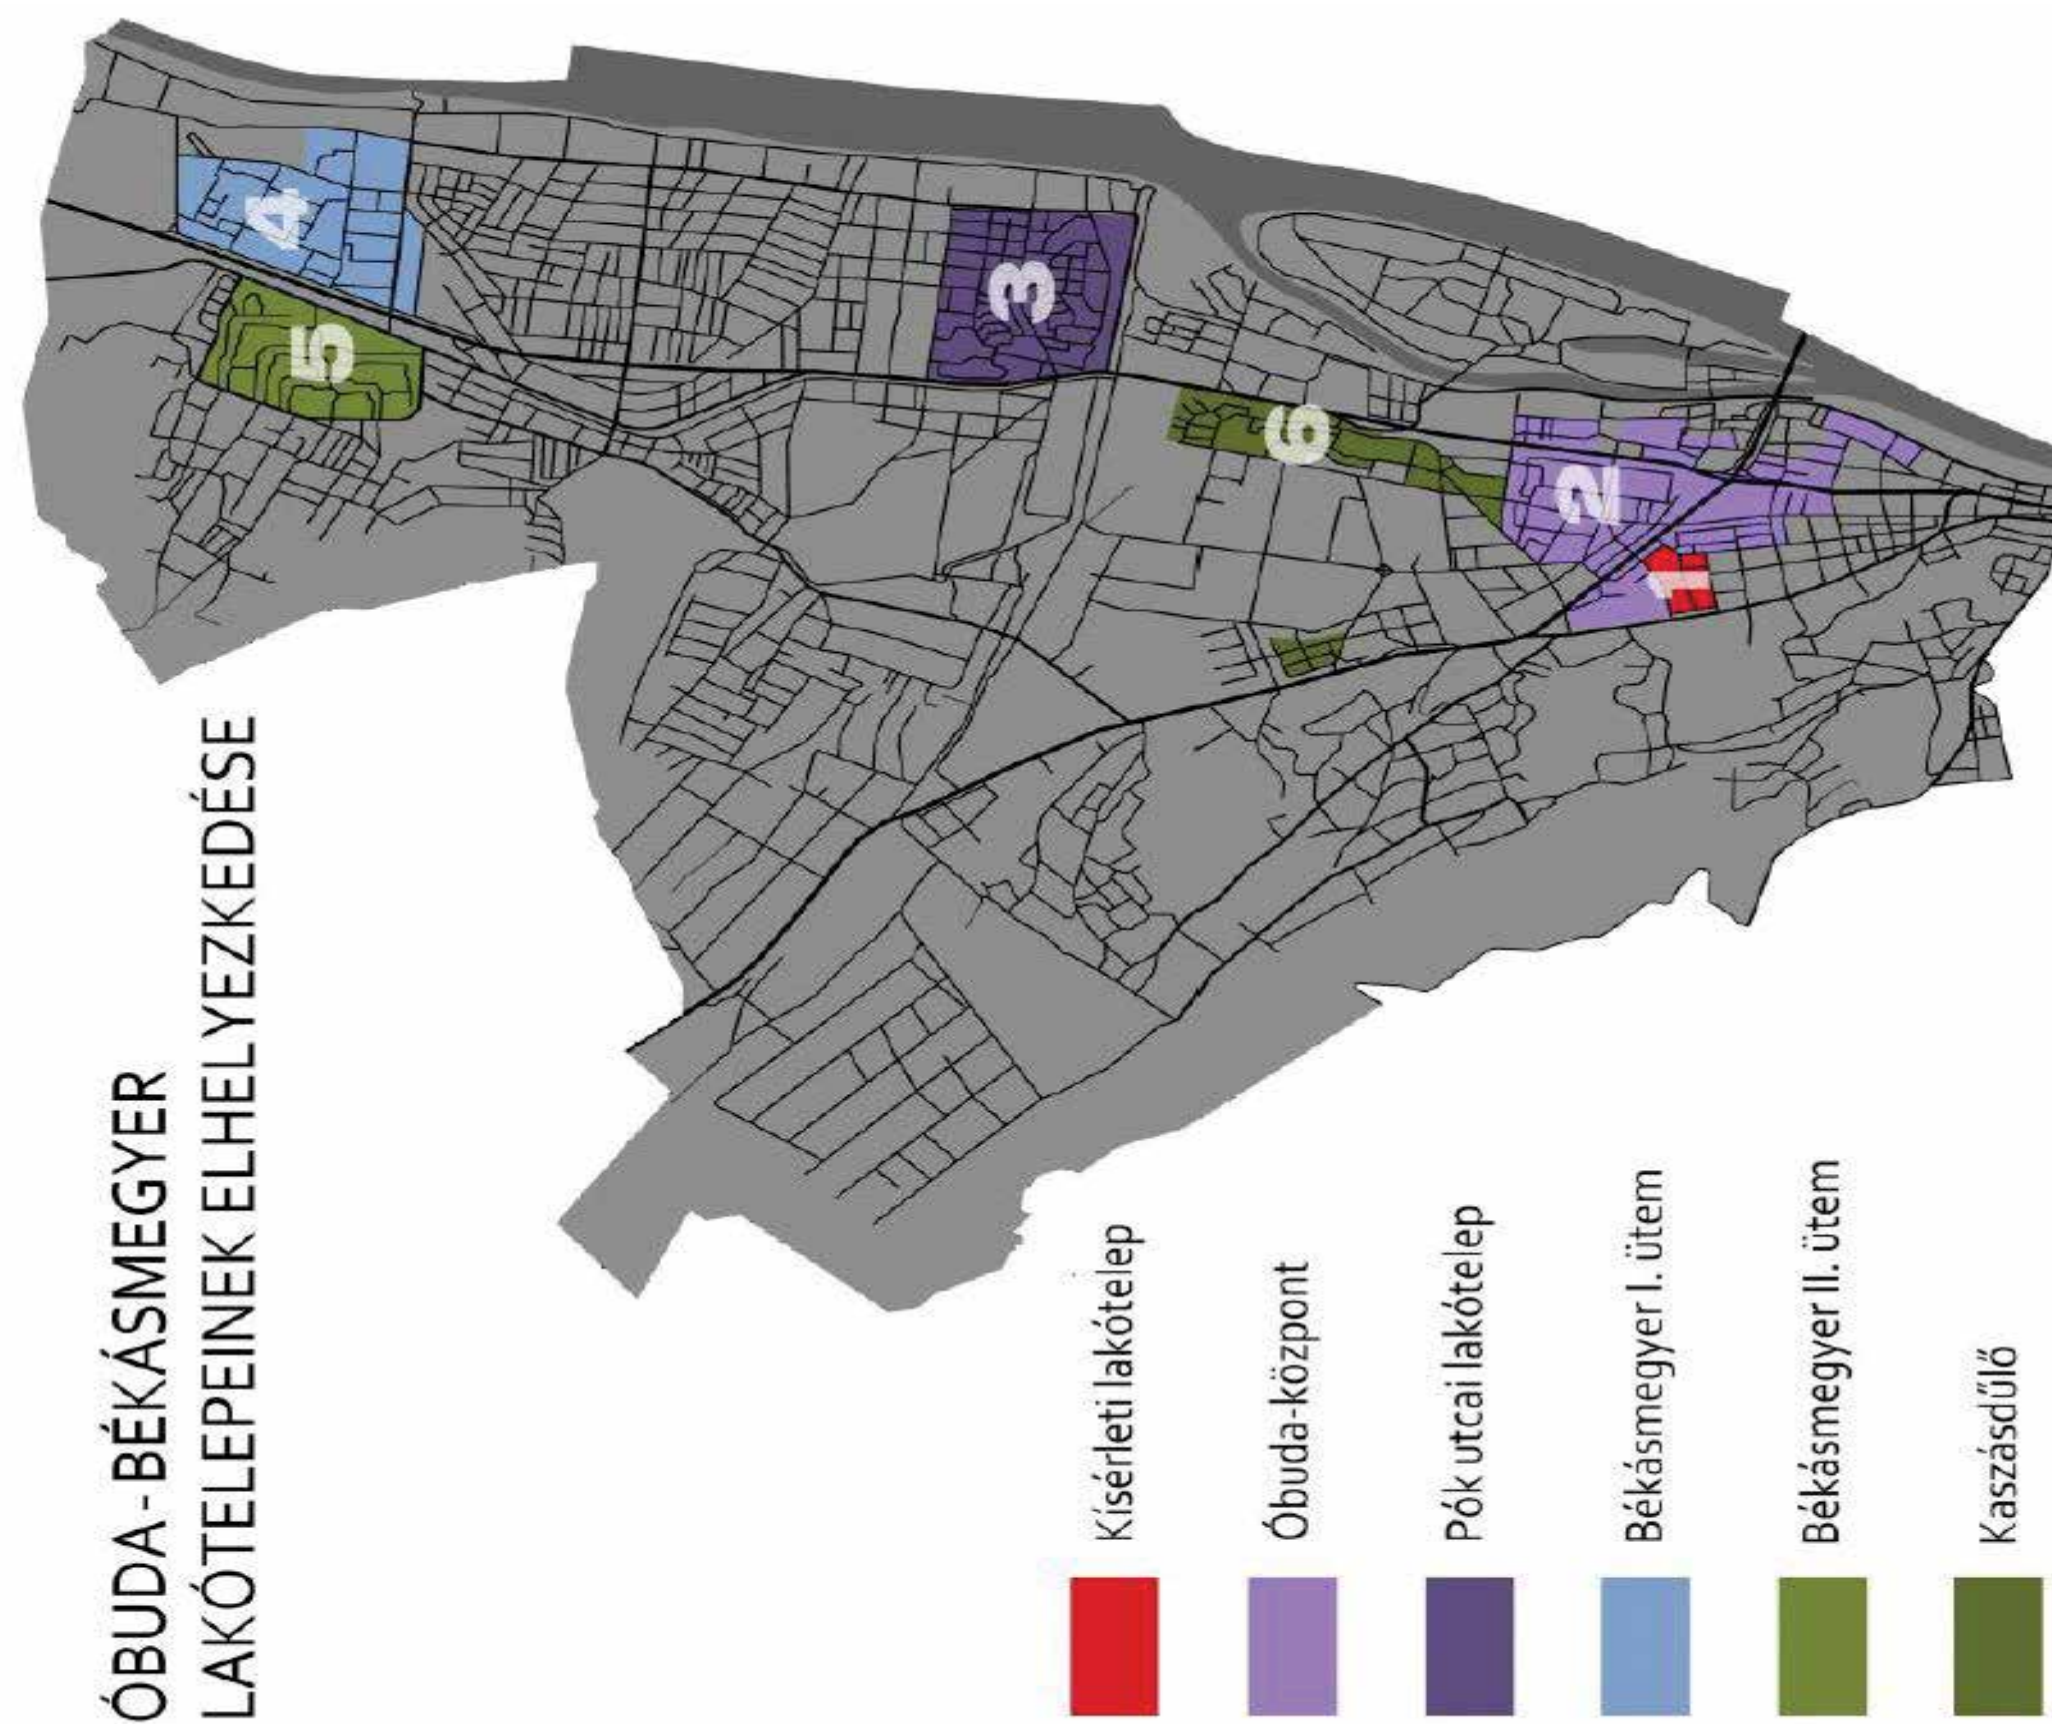 ÓBUDA - BÉKÁSMEGYER
LAKÓTELEPEINEK ELHELYEZKEDÉSE
4
5
3
6
2
1
Kísérleti lakótelep
Óbuda-központ
Pók utcai lakótelep
Békásmegyer I. ütem
Békásmegyer II. ütem
Kaszásdűlő